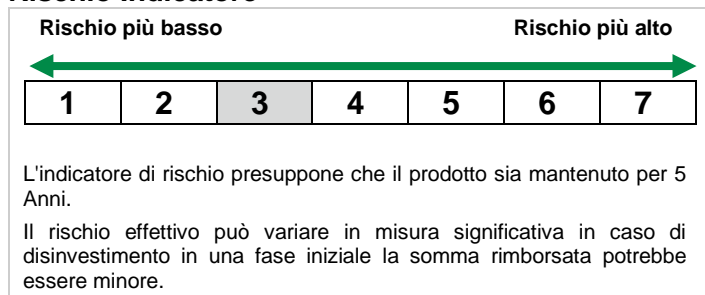 Rischio più basso Rischio più alto
1 2 3 4 5 6 7
L'indicatore di rischio presuppone che il prodotto sia mantenuto per 5
Anni.
Il rischio effettivo può variare in misura significativa in caso di
disinvestimento in una fase iniziale la somma rimborsata potrebbe
essere minore.